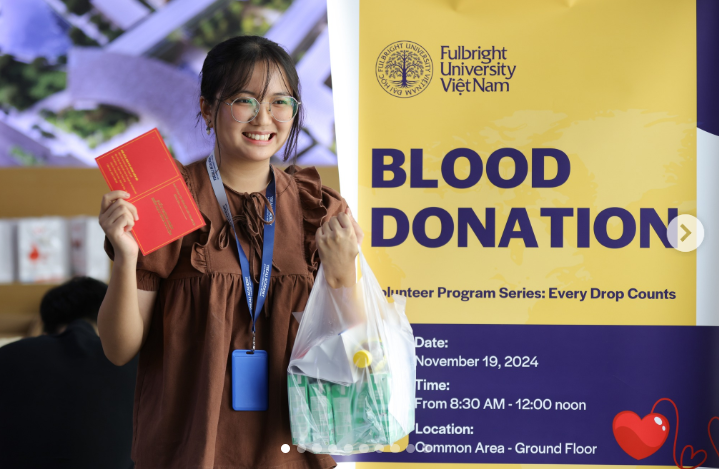 Fulbright
University
Việt Nam
BLOOD
DONATION
Volunteer Program Series: Every Drop Counts
Date:
November 19, 2024
Time:
From 8:30 AM - 12:00 noon
Location:
Common Area - Ground Floor